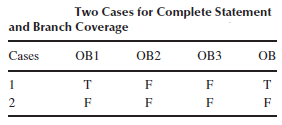 Two Cases for Complete Statement
and Branch Coverage
Cases OB1 OB2 OB3 OB
1 T F F T
2 F F F F